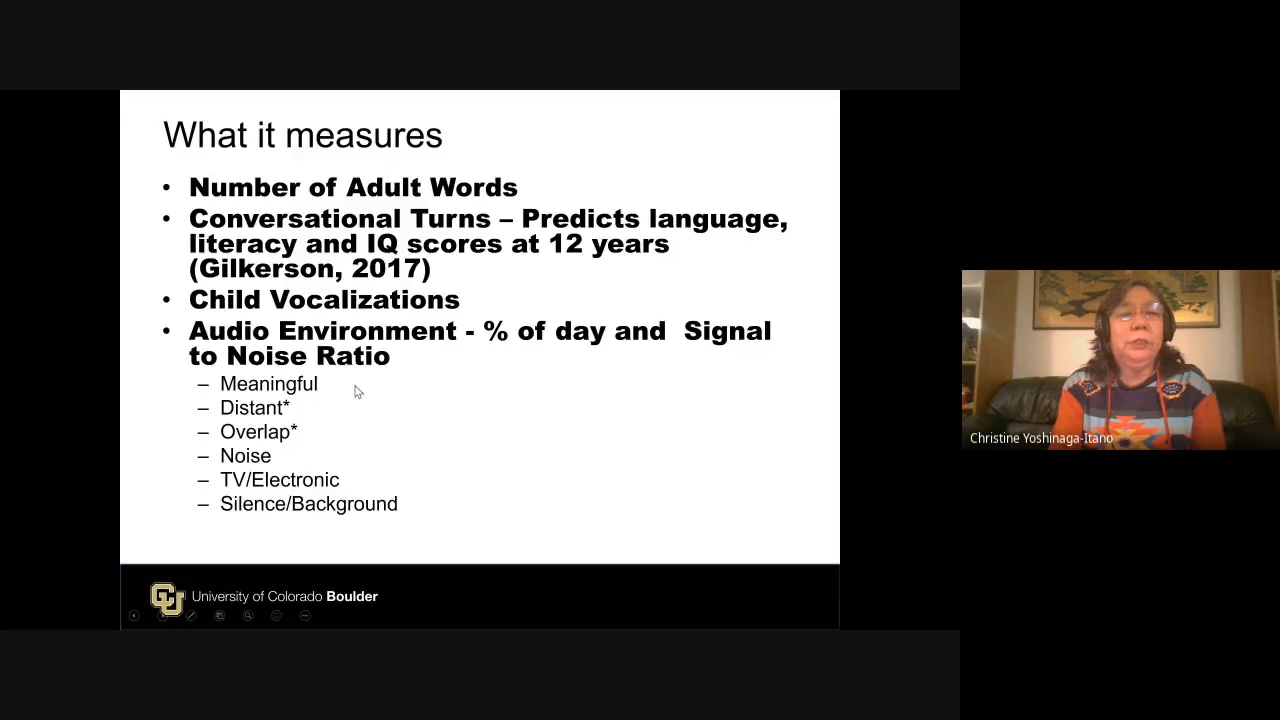 What it measures
• Number of Adult Words
• Conversational Turns – Predicts language,
literacy and IQ scores at 12 years
(Gilkerson, 2017)
• Child Vocalizations
• Audio Environment - % of day and  Signal
to Noise Ratio
– Meaningful
– Distant*
– Overlap*
– Noise
– TV/Electronic
– Silence/Background
CU University of Colorado Boulder
Christine Yoshinaga-Itano